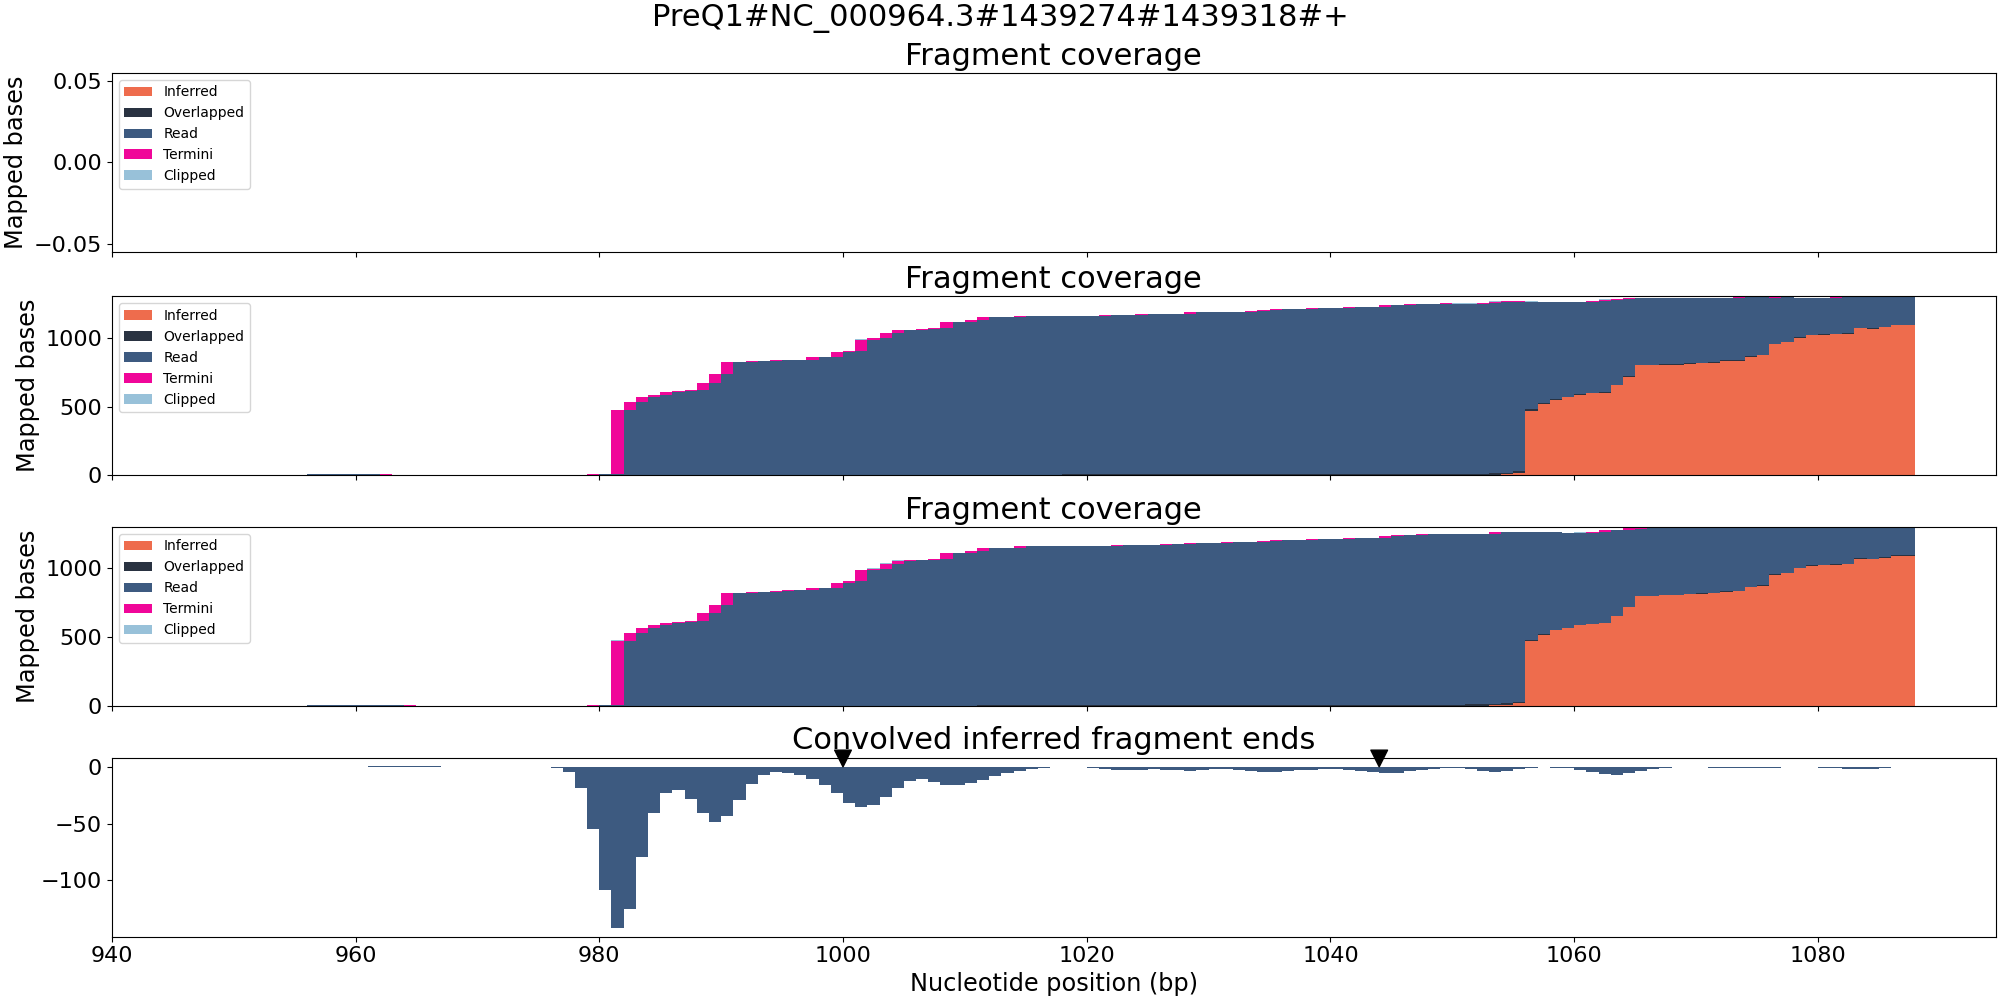 PreQ1#NC_000964.3#1439274#1439318#+
Fragment coverage
Mapped bases
0.05
0.00
−0.05
Inferred
Overlapped
Read
Termini
Clipped
Fragment coverage
Mapped bases
1000
500
0
Inferred
Overlapped
Read
Termini
Clipped
Fragment coverage
Mapped bases
1000
500
0
Inferred
Overlapped
Read
Termini
Clipped
Convolved inferred fragment ends
0
−50
−100
940 960 980 1000 1020 1040 1060 1080
Nucleotide position (bp)